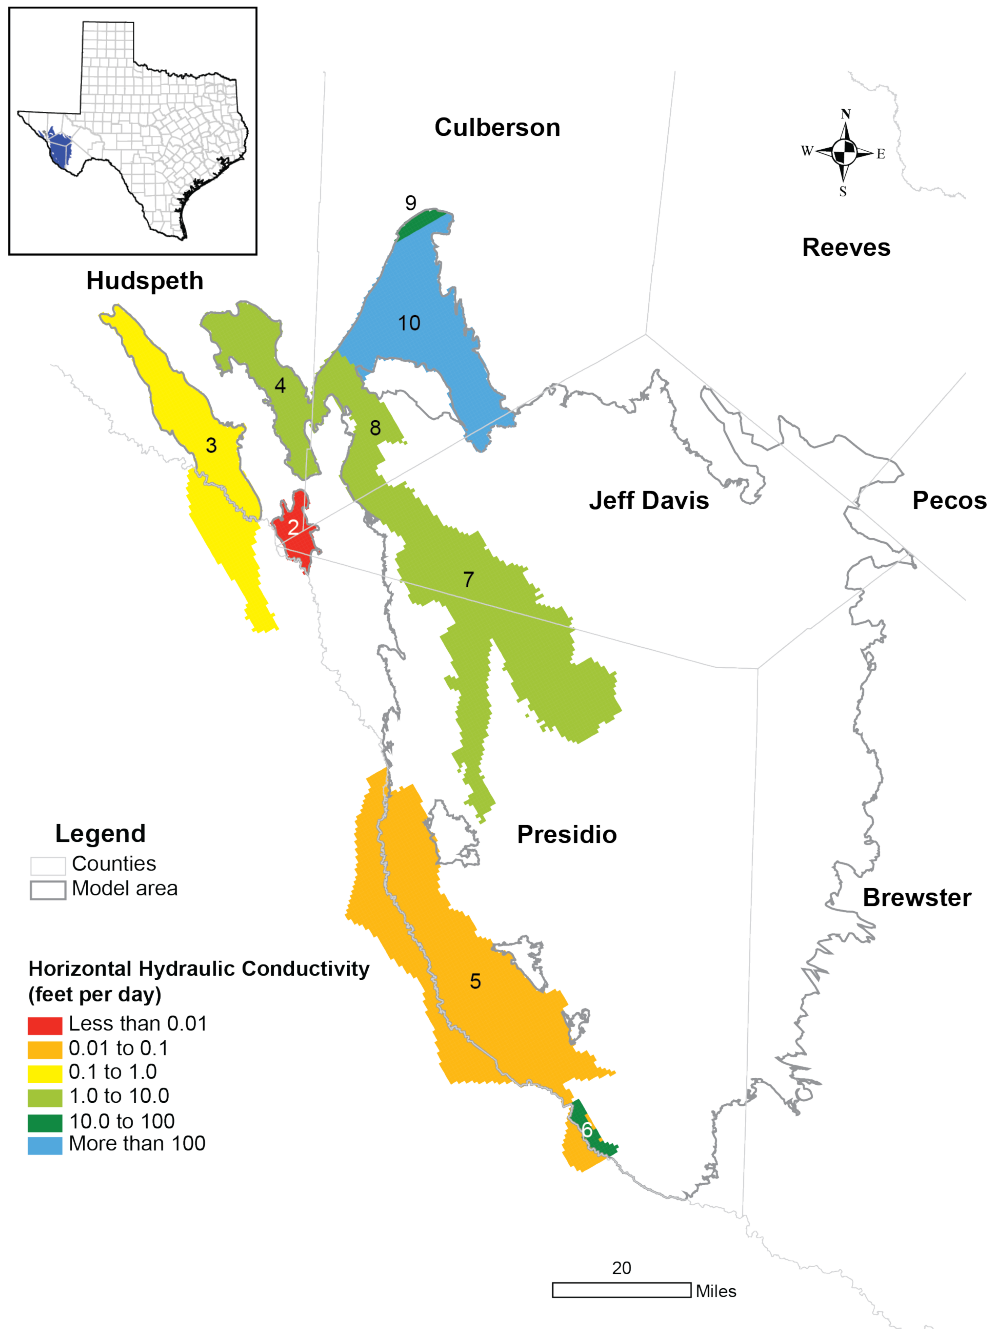 Culberson
N
W
E
S
9
Reeves
Hudspeth
10
4
8
3
Jeff Davis
Pecos
2
7
Presidio
Legend
Counties
Model area
Brewster
Horizontal Hydraulic Conductivity
(feet per day)
5
Less than 0.01
0.01 to 0.1
0.1 to 1.0
1.0 to 10.0
10.0 to 100
More than 100
6
20
Miles